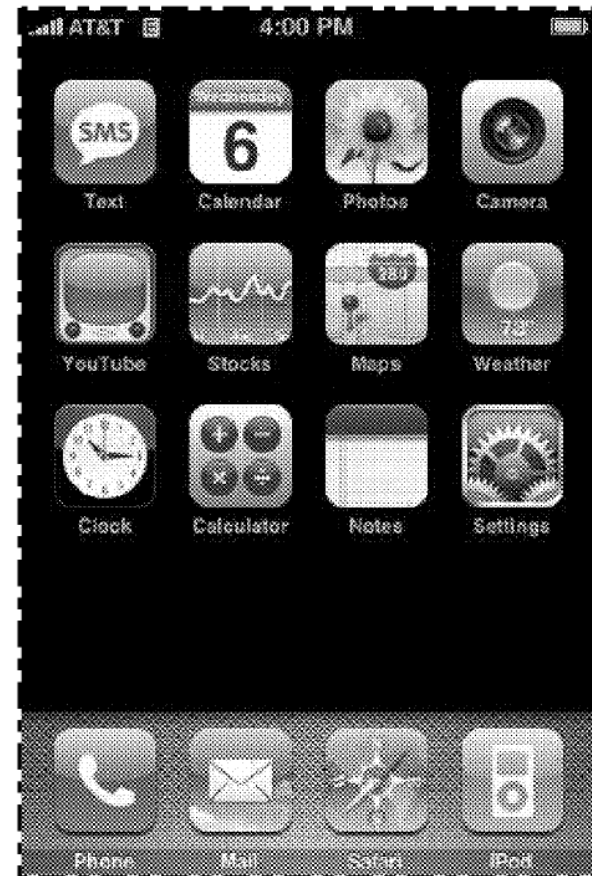 AT&T E 4:00 PM
SMS 6
Text Calendar Photos Camera
280 73°
YouTube Stocks Maps Weather
Clock Calculator Notes Settings
Phone Mail Safari iPod